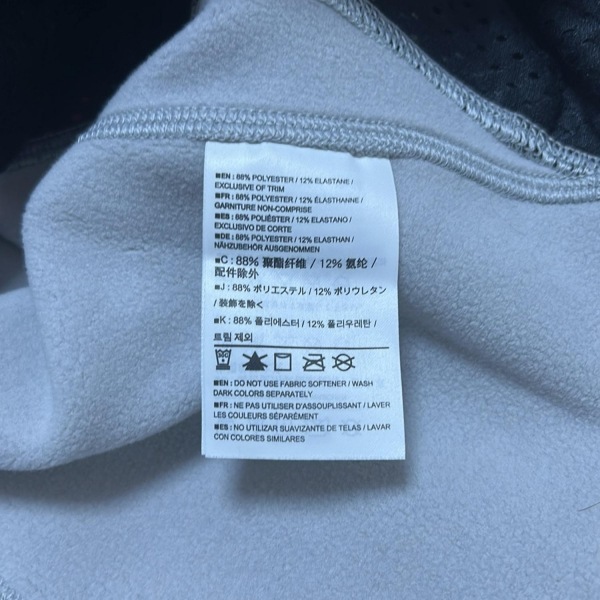 ■EN : 88% POLYESTER / 12% ELASTANE /
EXCLUSIVE OF TRIM
■FR : 88% POLYESTER / 12% ÉLASTHANNE /
GARNITURE NON-COMPRISE
■ES : 88% POLIÉSTER / 12% ELASTANO /
EXCLUSIVO DE CORTE
■DE : 88% POLYESTER / 12% ELASTHAN /
NÄHZUBEHÖR AUSGENOMMEN
■C : 88% 聚酯纤维 / 12% 氨纶 /
配件除外
■J : 88% ポリエステル / 12% ポリウレタン
/ 装飾を除く
■K : 88% 폴리에스터 / 12% 폴리우레탄 /
트림 제외
■EN : DO NOT USE FABRIC SOFTENER / WASH
DARK COLORS SEPARATELY
■FR : NE PAS UTILISER D'ASSOUPLISSANT / LAVER
LES COULEURS SÉPARÉMENT
■ES : NO UTILIZAR SUAVIZANTE DE TELAS / LAVAR
CON COLORES SIMILARES